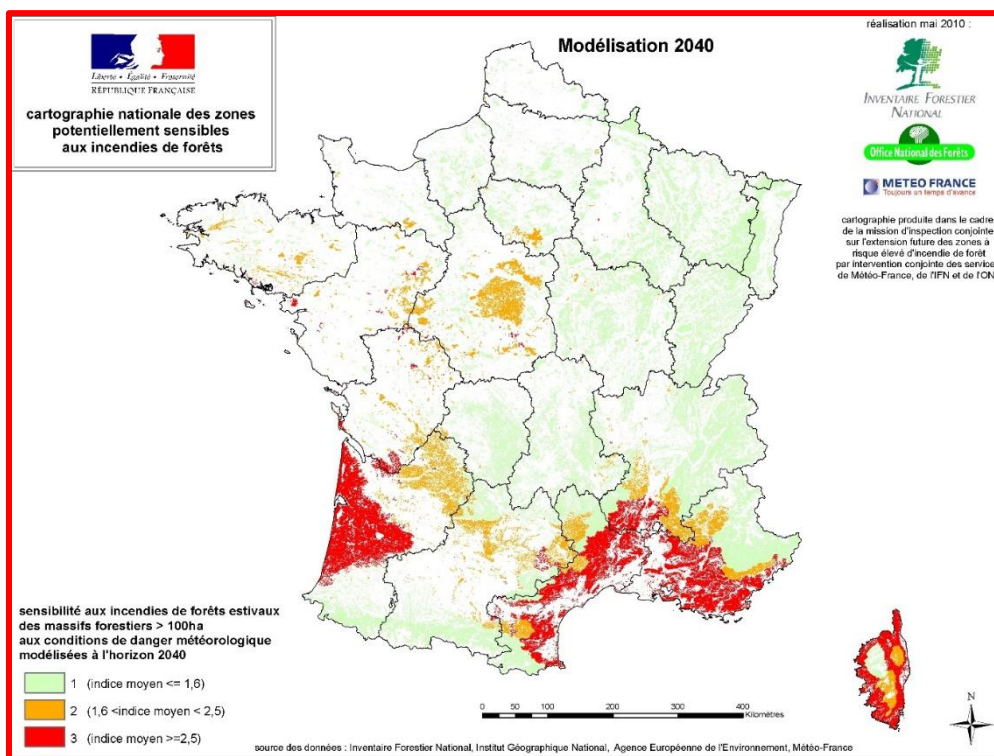 Liberté • Égalité • Fraternité
RÉPUBLIQUE FRANÇAISE
cartographie nationale des zones
potentiellement sensibles
aux incendies de forêts
Modélisation 2040
réalisation mai 2010 :
INVENTAIRE FORESTIER
NATIONAL
Office National des Forêts
METEO FRANCE
Toujours un temps d'avance
cartographie produite dans le cadre
de la mission d'inspection conjointe
sur l'extension future des zones à
risque élevé d'incendie de forêt
par intervention conjointe des service
de Météo-France, de l'IFN et de l'ON
sensibilité aux incendies de forêts estivaux
des massifs forestiers > 100ha
aux conditions de danger météorologique
modélisées à l'horizon 2040
1 (indice moyen <= 1,6)
2 (1,6 <indice moyen < 2,5)
3 (indice moyen >=2,5)
0 50 100 200 300 400
Kilomètres
N
source des données : Inventaire Forestier National, Institut Géographique National, Agence Européenne de l'Environnement, Météo-France